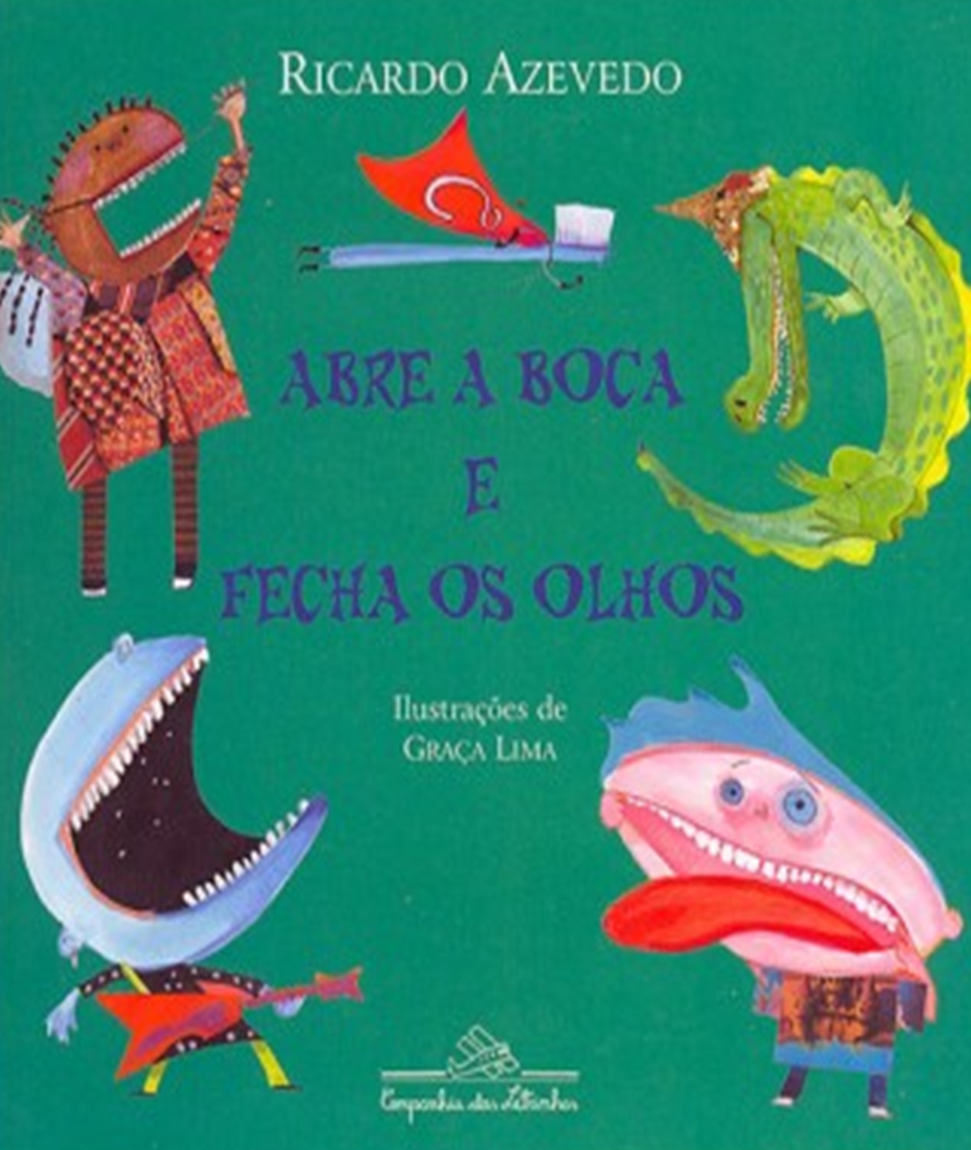 RICARDO AZEVEDO
ABRE A BOCA
E
FECHA OS OLHOS
Ilustrações de
GRAÇA LIMA
Companhia das Letrinhas